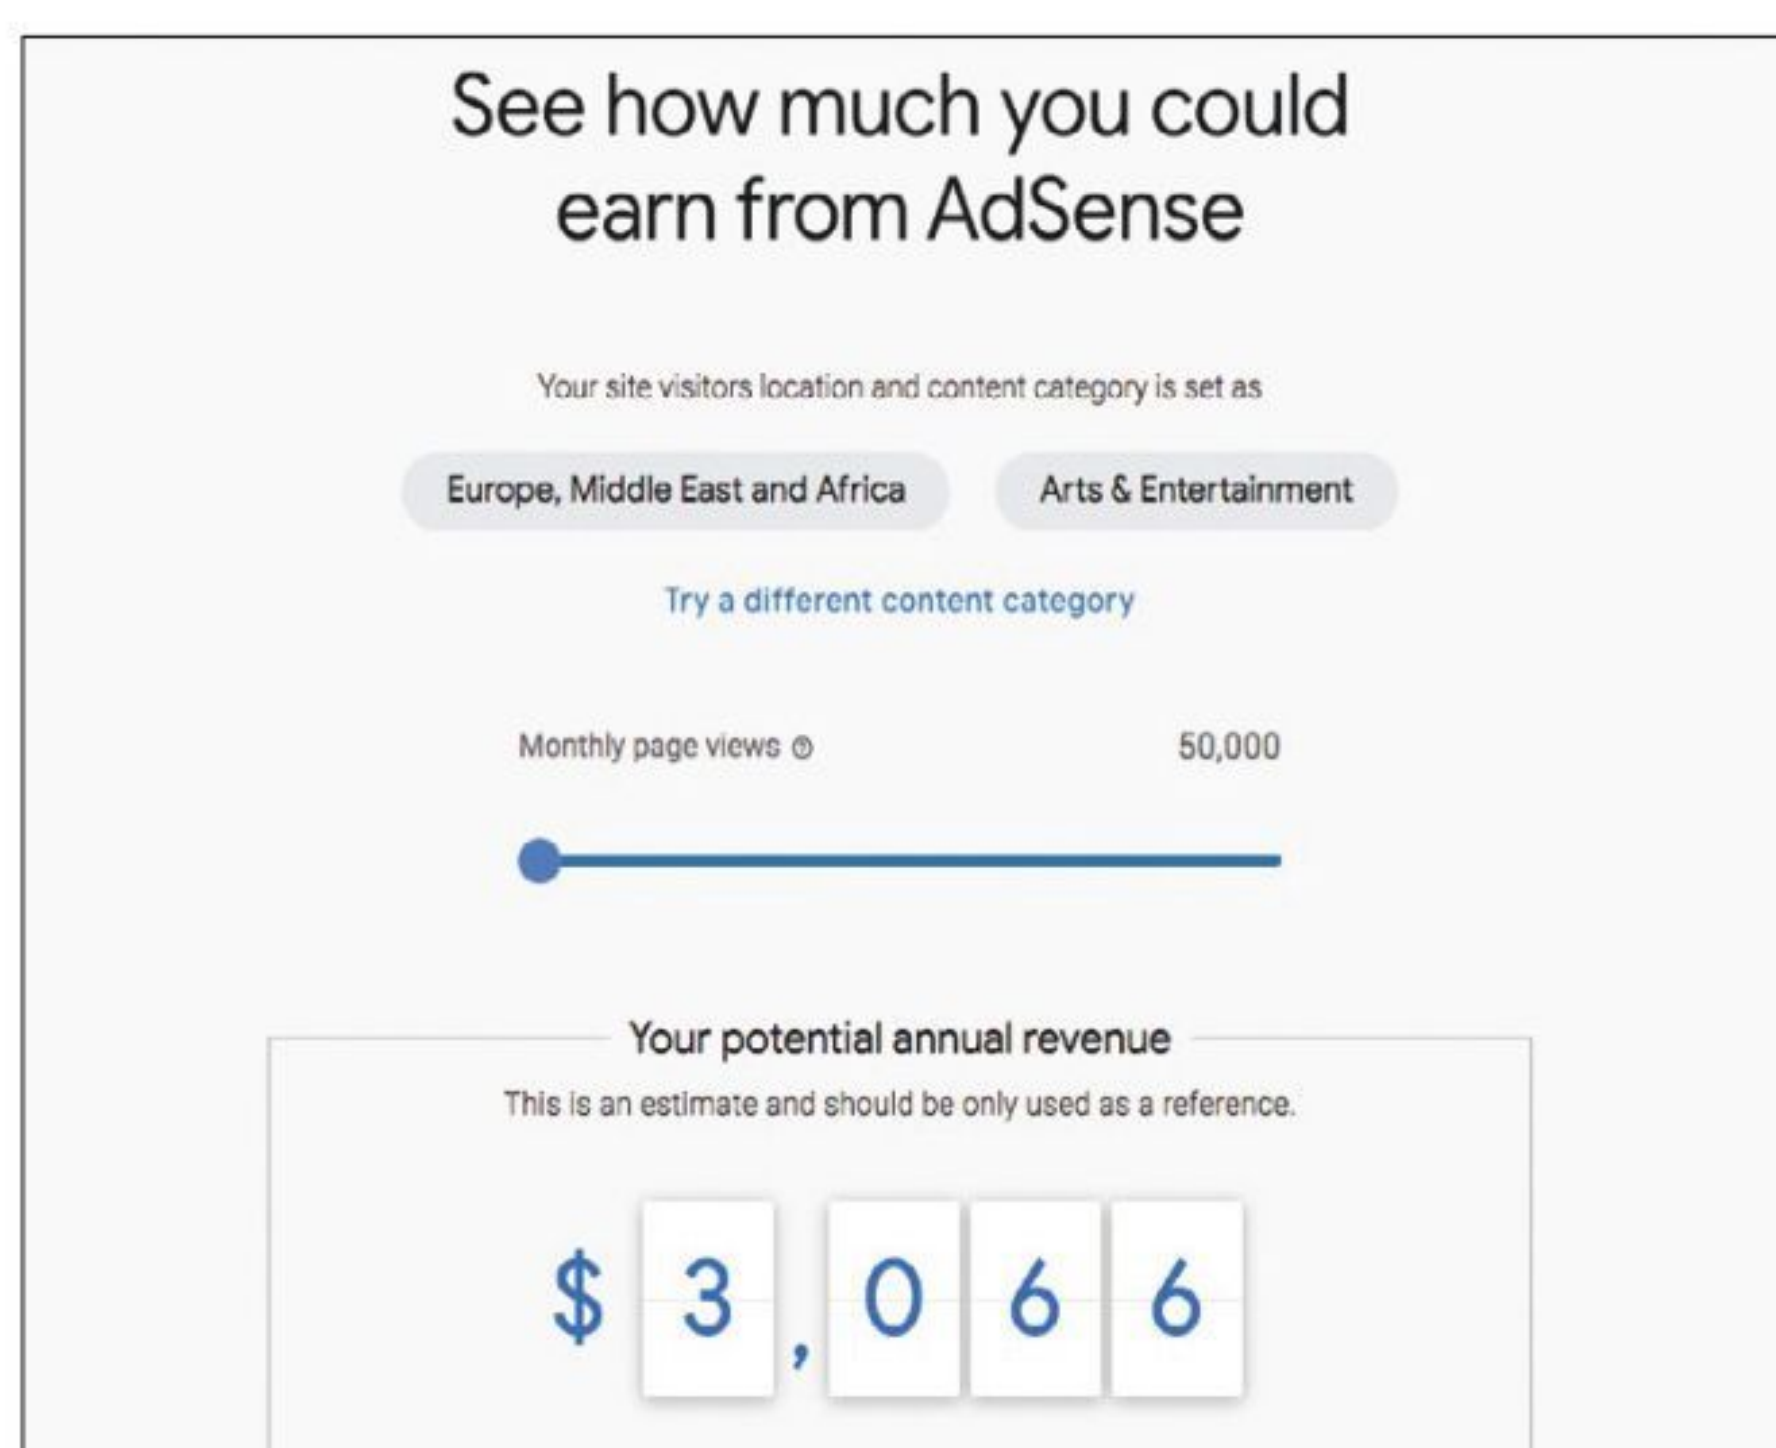 See how much you could
earn from AdSense
Your site visitors location and content category is set as
Europe, Middle East and Africa Arts & Entertainment
Try a different content category
Monthly page views 50,000
Your potential annual revenue
This is an estimate and should be only used as a reference.
$ 3,066